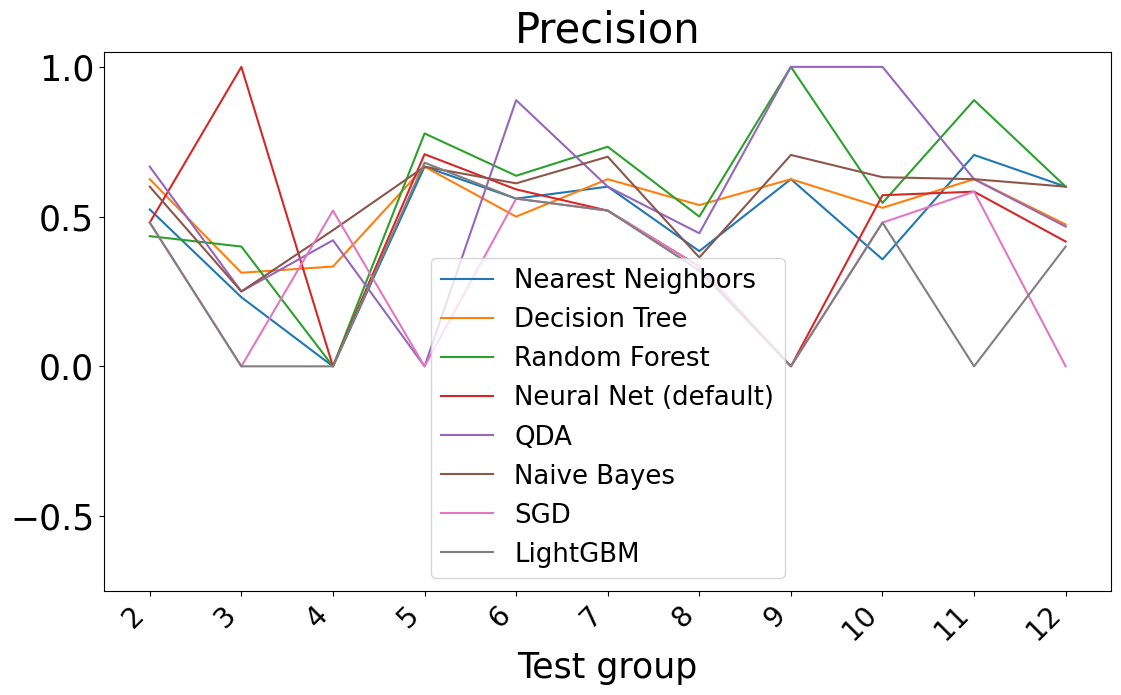 Precision
1.0
0.5
0.0
−0.5
Nearest Neighbors
Decision Tree
Random Forest
Neural Net (default)
QDA
Naive Bayes
SGD
LightGBM
2 3 4 5 6 7 8 9 10 11 12
Test group